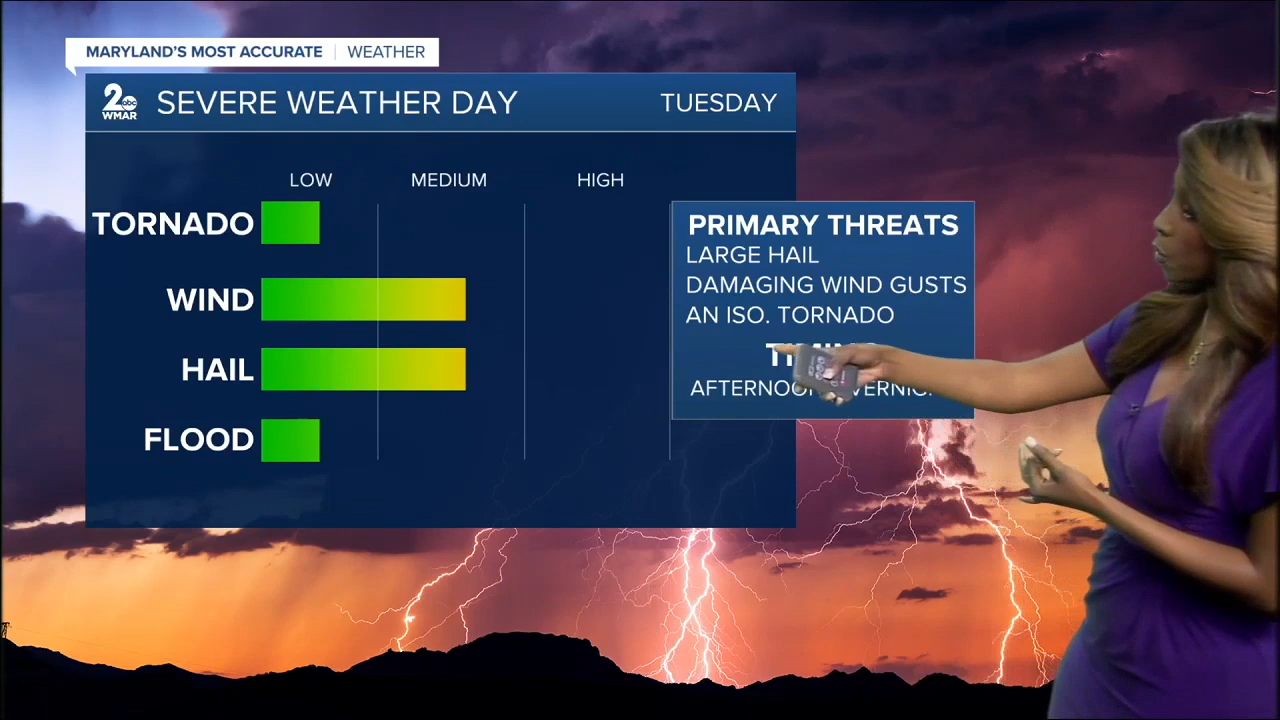 MARYLAND'S MOST ACCURATE | WEATHER
2 abc WMAR
SEVERE WEATHER DAY
TUESDAY
LOW MEDIUM HIGH
TORNADO
WIND
HAIL
FLOOD
PRIMARY THREATS
LARGE HAIL
DAMAGING WIND GUSTS
AN ISO. TORNADO